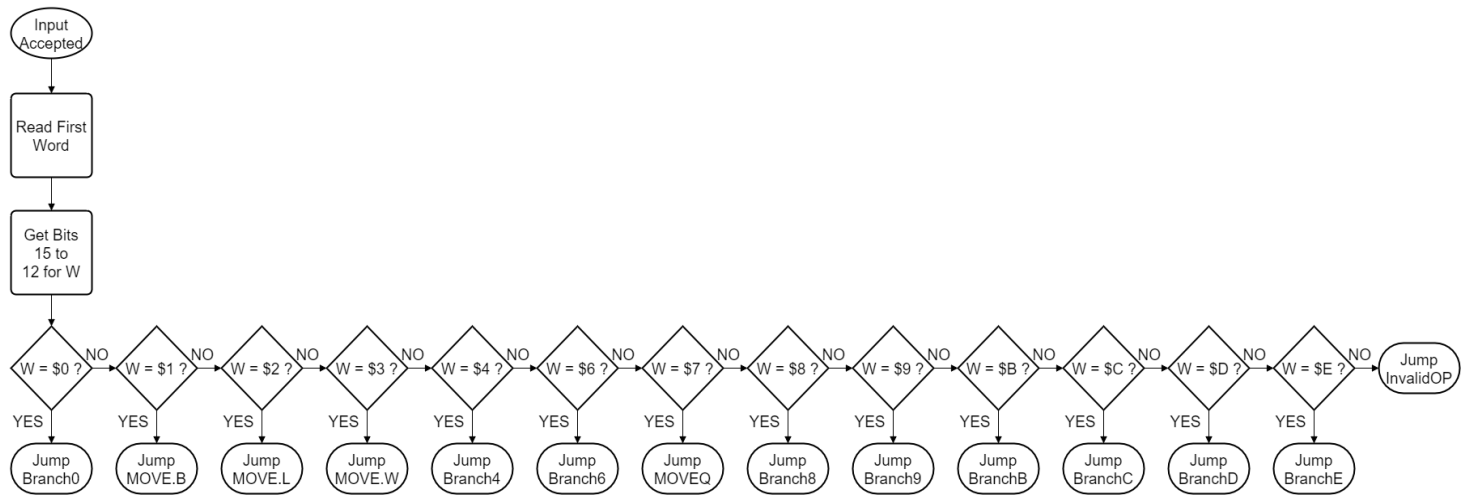 Input
Accepted
Read First
Word
Get Bits
15 to
12 for W
W = $0 ?
NO
W = $1 ?
NO
W = $2 ?
NO
W = $3 ?
NO
W = $4 ?
NO
W = $6 ?
NO
W = $7 ?
NO
W = $8 ?
NO
W = $9 ?
NO
W = $B ?
NO
W = $C ?
NO
W = $D ?
NO
W = $E ?
NO
Jump
InvalidOP
YES
YES
YES
YES
YES
YES
YES
YES
YES
YES
YES
YES
YES
Jump
Branch0
Jump
MOVE.B
Jump
MOVE.L
Jump
MOVE.W
Jump
Branch4
Jump
Branch6
Jump
MOVEQ
Jump
Branch8
Jump
Branch9
Jump
BranchB
Jump
BranchC
Jump
BranchD
Jump
BranchE